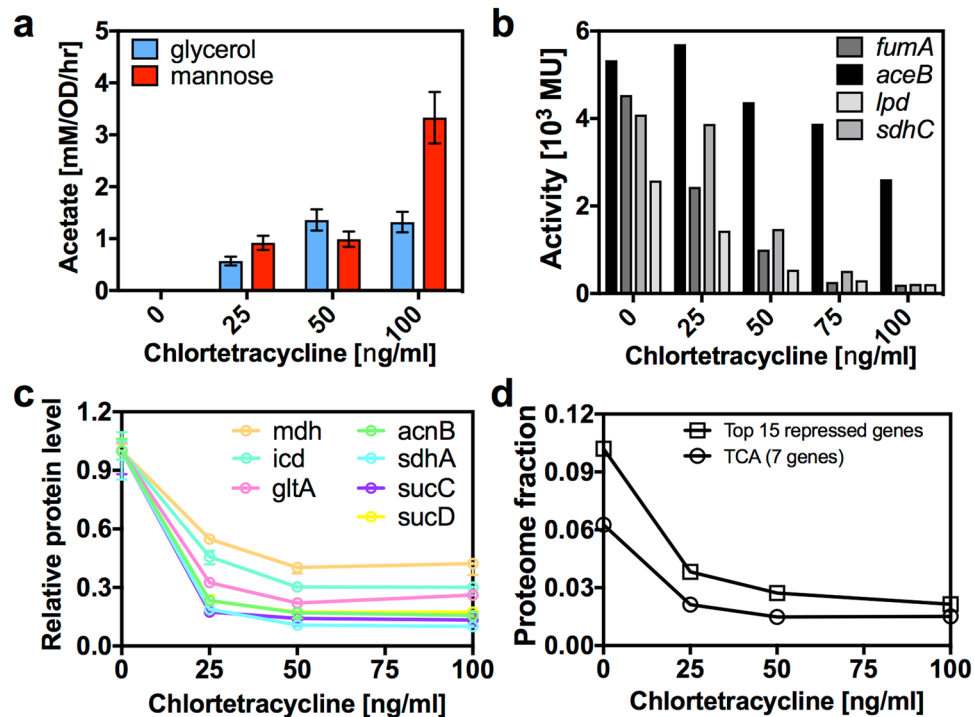 a
Acetate [mM/OD/hr]
5
4
3
2
1
0
glycerol
mannose
0
25
50
100
Chlortetracycline [ng/ml]
b
Activity [10³ MU]
6
4
2
0
fumA
aceB
lpd
sdhC
0
25
50
75
100
Chlortetracycline [ng/ml]
c
Relative protein level
1.2
0.9
0.6
0.3
0.0
mdh
icd
gltA
acnB
sdhA
sucC
sucD
0
25
50
100
Chlortetracycline [ng/ml]
d
Proteome fraction
0.12
0.09
0.06
0.03
0.00
Top 15 repressed genes
TCA (7 genes)
0
25
50
100
Chlortetracycline [ng/ml]